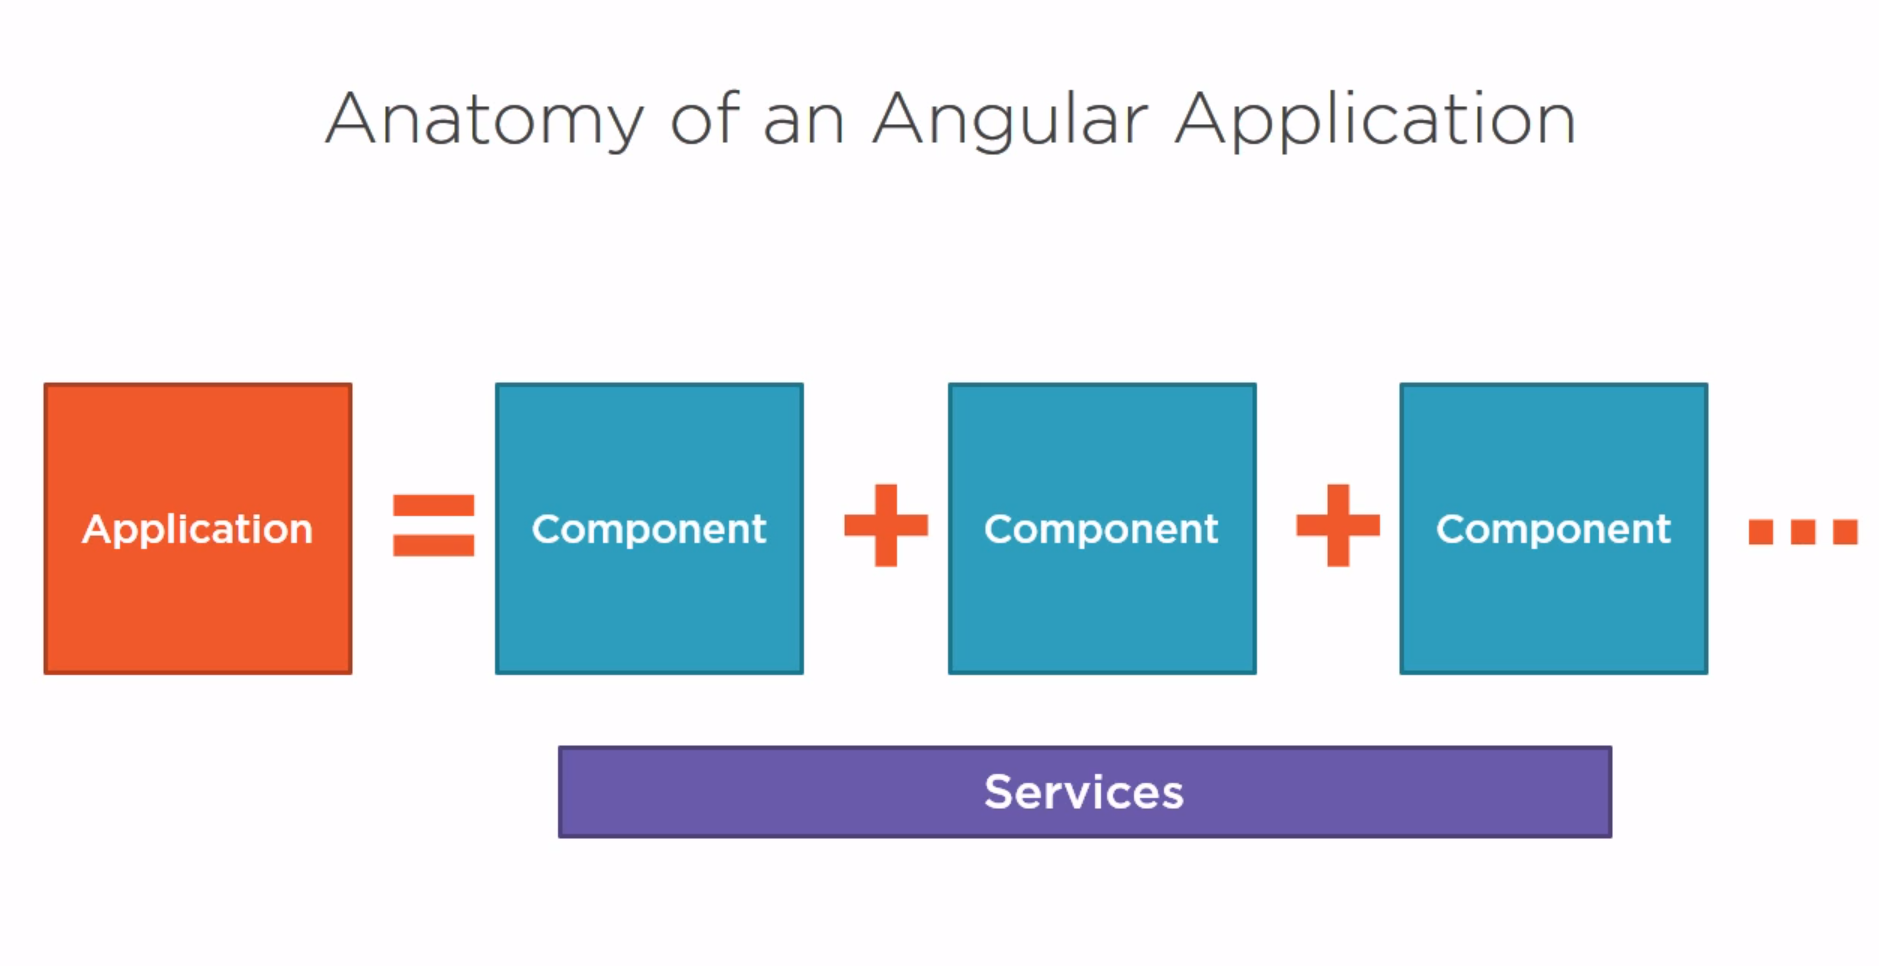 Anatomy of an Angular Application
Application = Component + Component + Component ...
Services